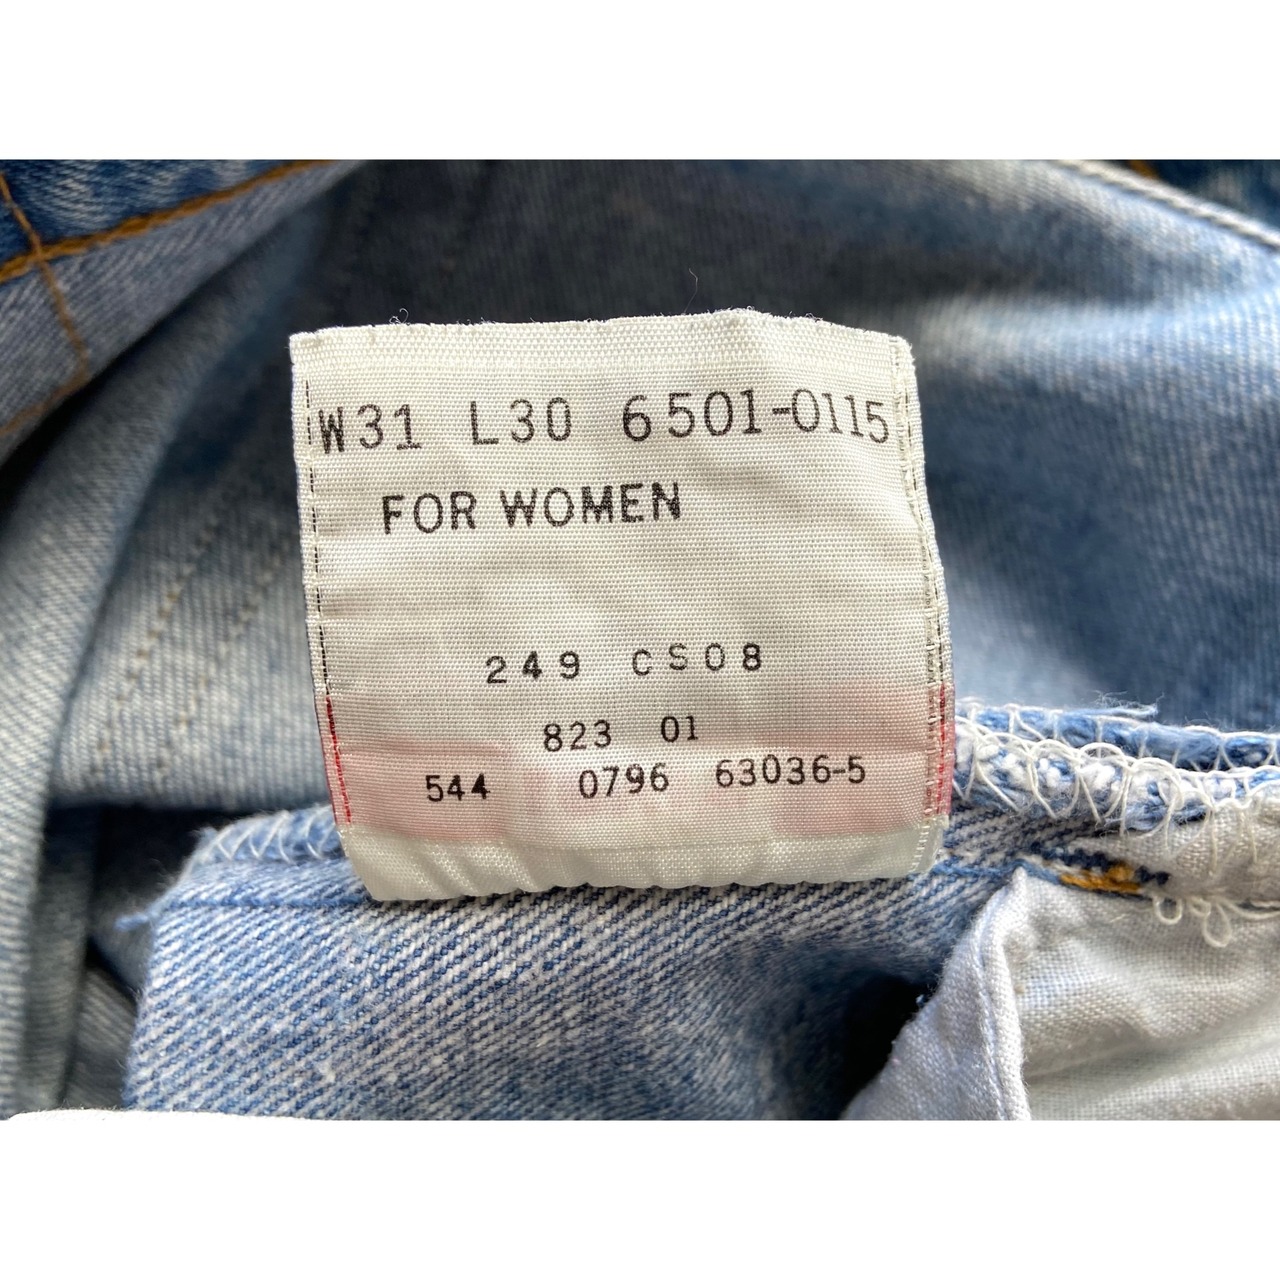 W31 L30 6501-0115
FOR WOMEN
249 CS08
823 01
544 0796 63036-5